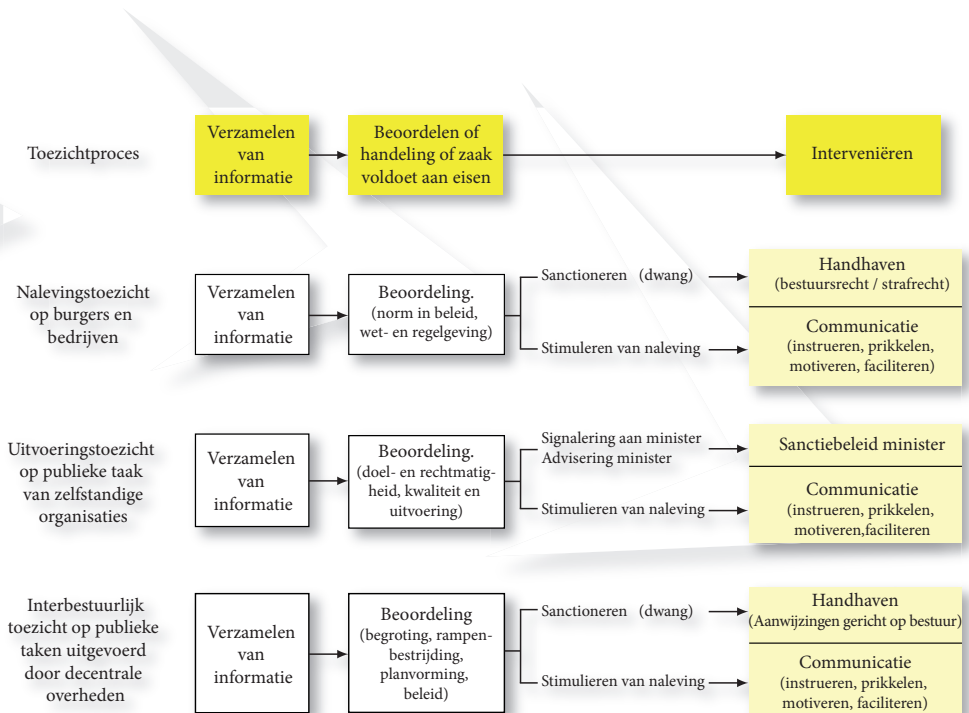 Toezichtproces
Verzamelen
van
informatie
Beoordelen of
handeling of zaak
voldoet aan eisen
Interveniëren
Nalevingstoezicht
op burgers en
bedrijven
Verzamelen
van
informatie
Beoordeling.
(norm in beleid,
wet- en regelgeving)
Sanctioneren (dwang)
Stimuleren van naleving
Handhaven
(bestuursrecht / strafrecht)
Communicatie
(instrueren, prikkelen,
motiveren, faciliteren)
Uitvoeringstoezicht
op publieke taak
van zelfstandige
organisaties
Verzamelen
van
informatie
Beoordeling.
(doel- en rechtmatig-
heid, kwaliteit en
uitvoering)
Signalering aan minister
Advisering minister
Stimulieren van naleving
Sanctiebeleid minister
Communicatie
(instrueren, prikkelen,
motiveren,faciliteren
Interbestuurlijk
toezicht op publieke
taken uitgevoerd
door decentrale
overheden
Verzamelen
van
informatie
Beoordeling
(begroting, rampen-
bestrijding,
planvorming,
beleid)
Sanctioneren (dwang)
Stimuleren van naleving
Handhaven
(Aanwijzingen gericht op bestuur)
Communicatie
(instrueren, prikkelen,
motiveren, faciliteren)